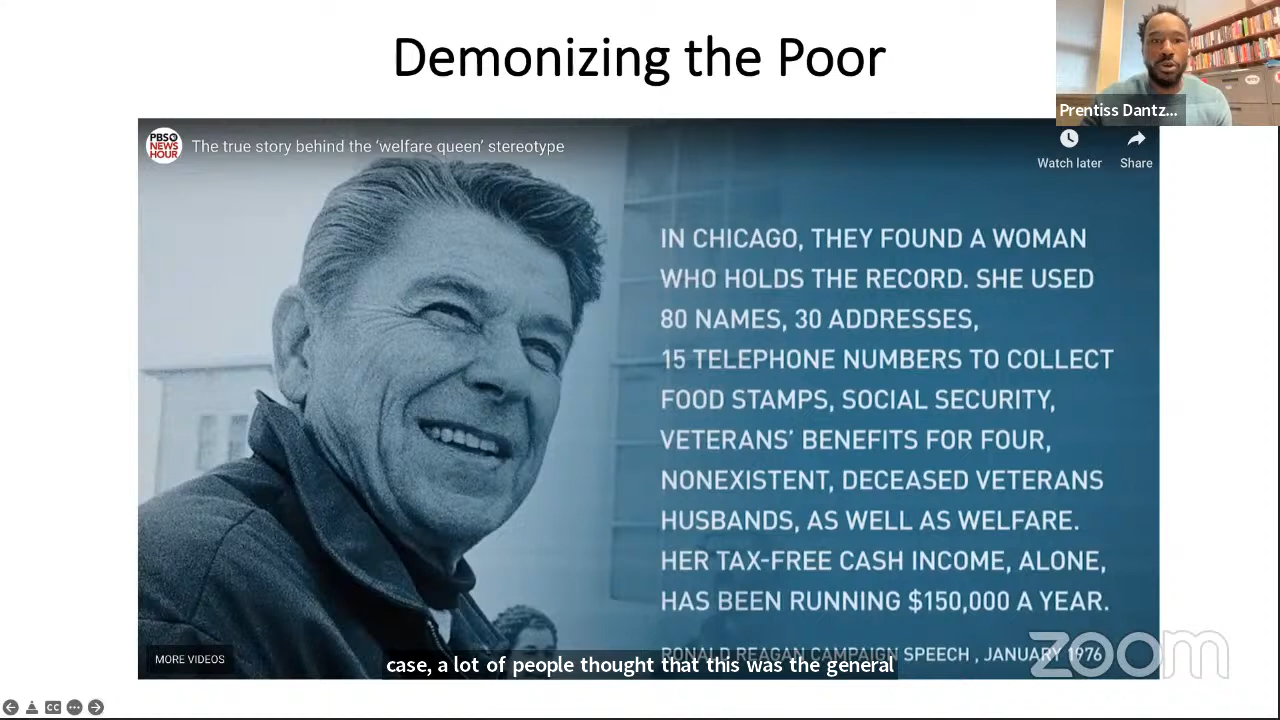 Demonizing the Poor
Prentiss Dantz...
PBS NEWS HOUR
The true story behind the 'welfare queen' stereotype
Watch later
Share
IN CHICAGO, THEY FOUND A WOMAN
WHO HOLDS THE RECORD. SHE USED
80 NAMES, 30 ADDRESSES,
15 TELEPHONE NUMBERS TO COLLECT
FOOD STAMPS, SOCIAL SECURITY,
VETERANS' BENEFITS FOR FOUR,
NONEXISTENT, DECEASED VETERANS
HUSBANDS, AS WELL AS WELFARE.
HER TAX-FREE CASH INCOME, ALONE,
HAS BEEN RUNNING $150,000 A YEAR.
RONALD REAGAN CAMPAIGN SPEECH, JANUARY 1976
MORE VIDEOS
case, a lot of people thought that this was the general
zoom
CC